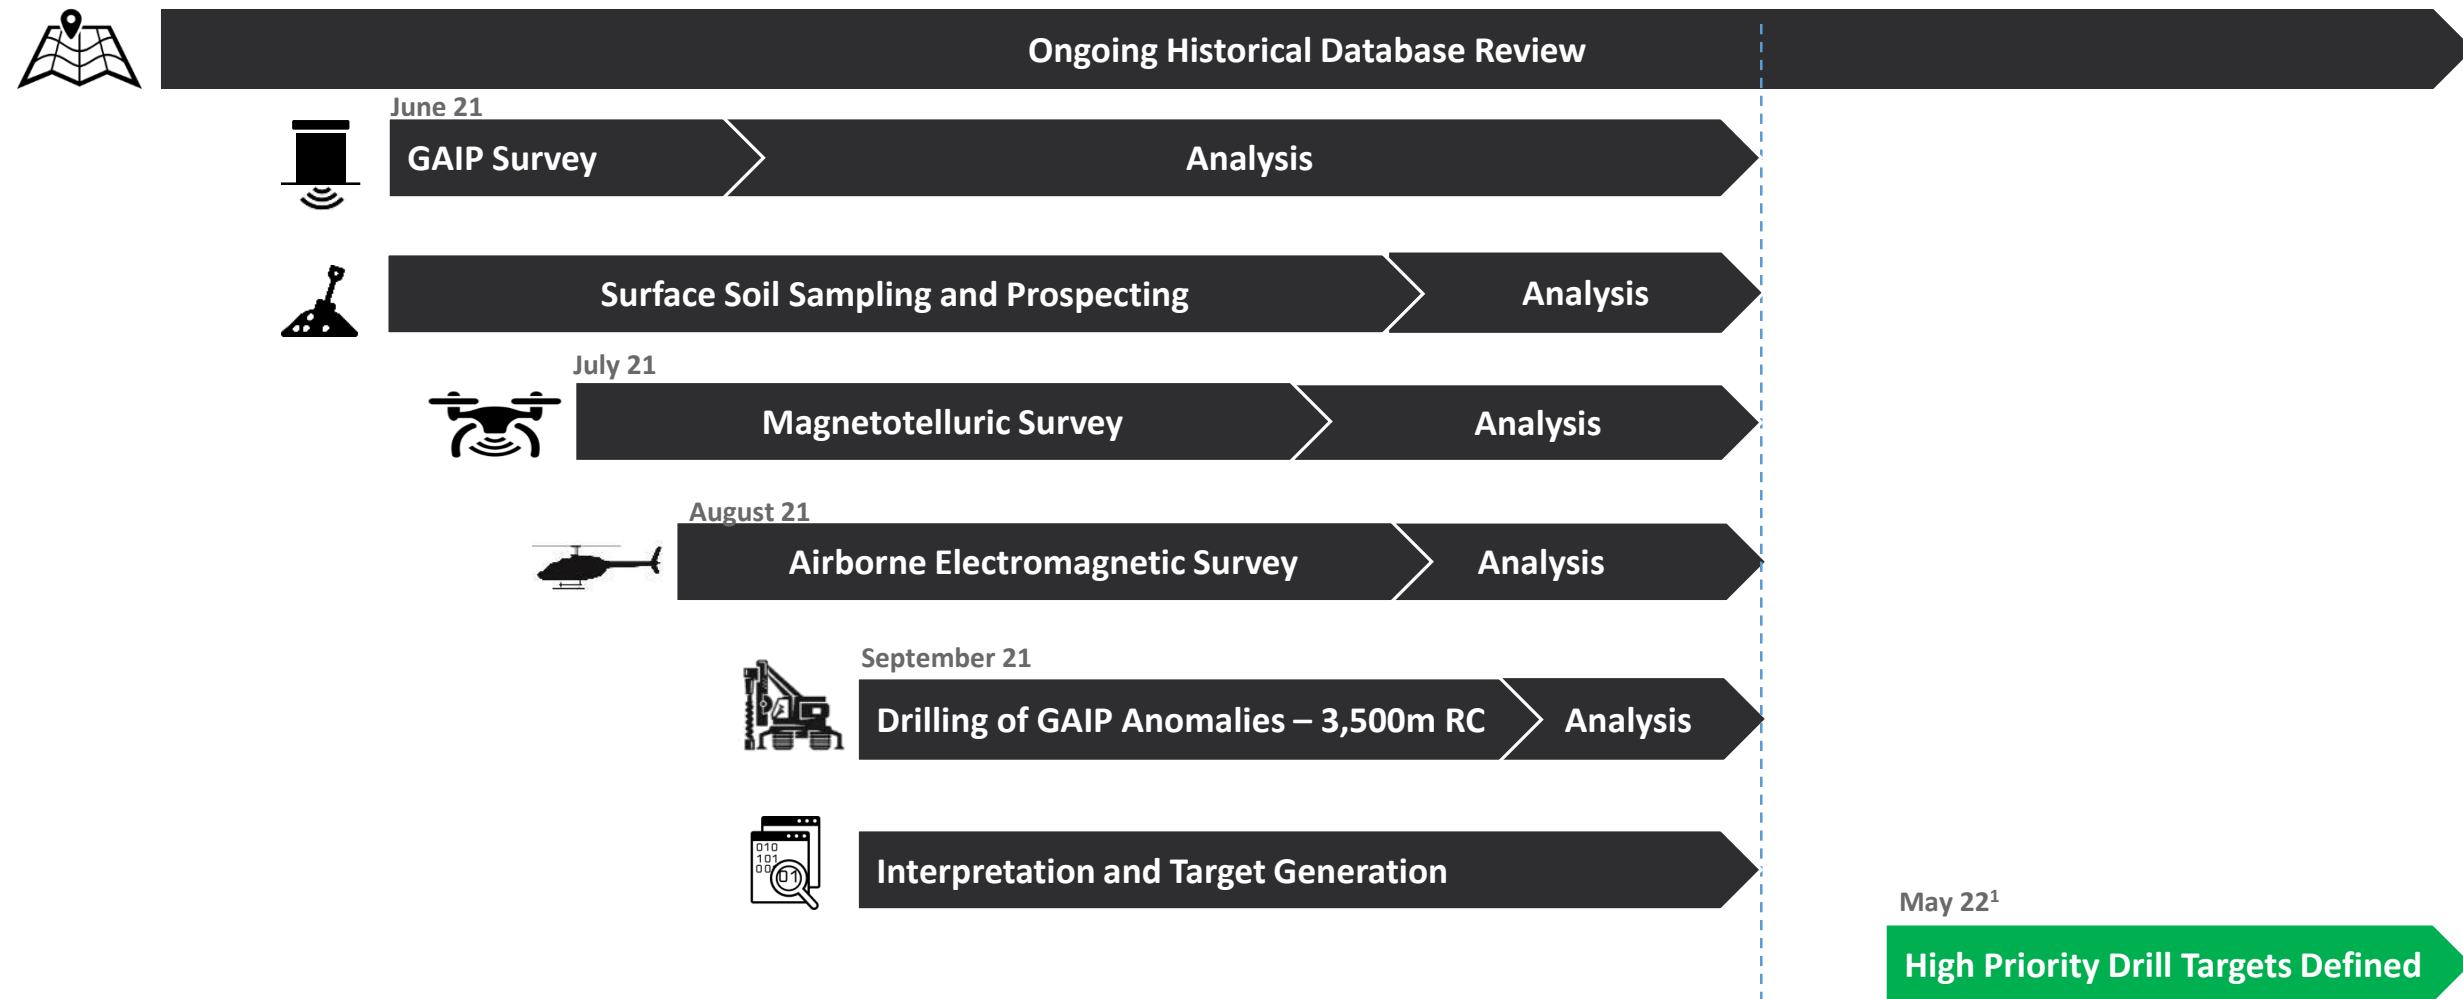 Ongoing Historical Database Review
June 21
GAIP Survey
Analysis
Surface Soil Sampling and Prospecting
Analysis
July 21
Magnetotelluric Survey
Analysis
August 21
Airborne Electromagnetic Survey
Analysis
September 21
Drilling of GAIP Anomalies – 3,500m RC
Analysis
010
101
00
01
Interpretation and Target Generation
May 22¹
High Priority Drill Targets Defined